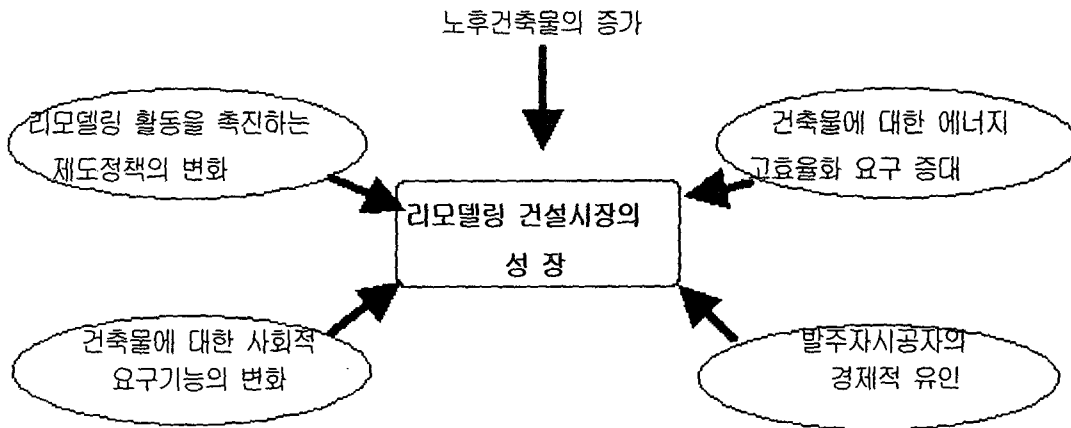 노후건축물의 증가
리모델링 활동을 촉진하는
제도정책의 변화
건축물에 대한 에너지
고효율화 요구 증대
리모델링 건설시장의
성 장
건축물에 대한 사회적
요구기능의 변화
발주자시공자의
경제적 유인